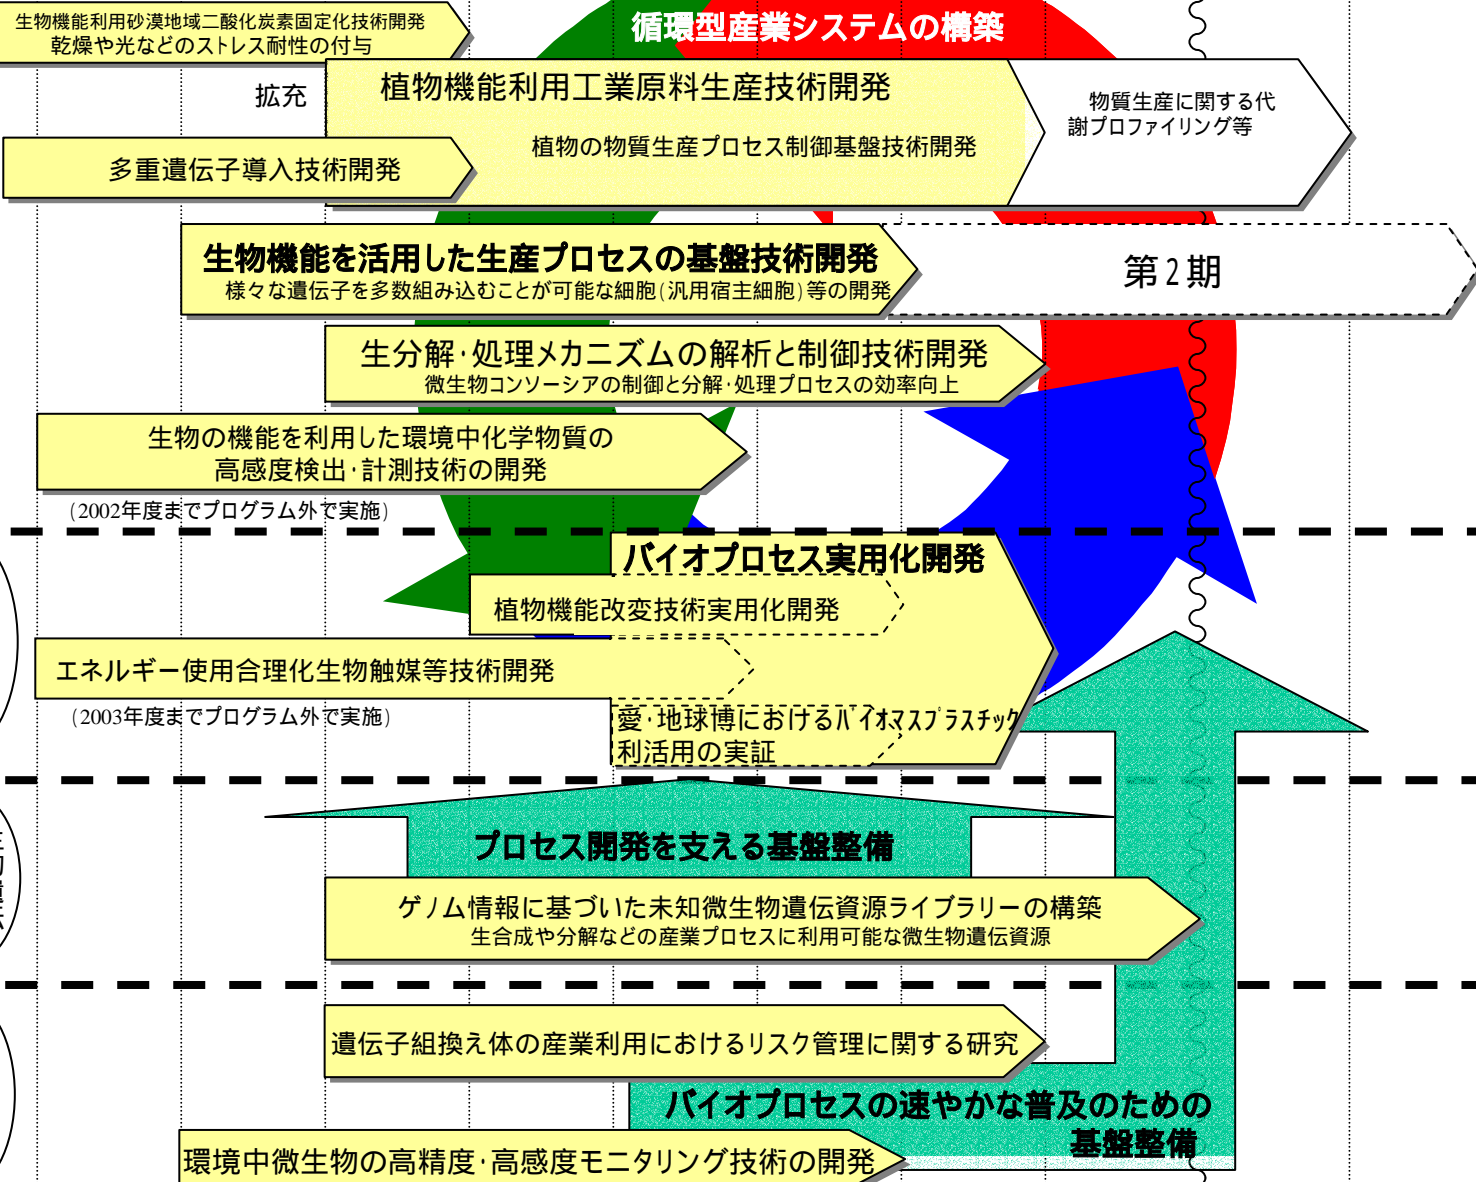 循環型産業システムの構築
生物機能利用砂漠地域二酸化炭素固定化技術開発
乾燥や光などのストレス耐性の付与
拡充
植物機能利用工業原料生産技術開発
植物の物質生産プロセス制御基盤技術開発
物質生産に関する代
謝プロファイリング等
多重遺伝子導入技術開発
生物機能を活用した生産プロセスの基盤技術開発
様々な遺伝子を多数組み込むことが可能な細胞(汎用宿主細胞)等の開発
第2期
生分解・処理メカニズムの解析と制御技術開発
微生物コンソーシアの制御と分解・処理プロセスの効率向上
生物の機能を利用した環境中化学物質の
高感度検出・計測技術の開発
(2002年度までプログラム外で実施)
バイオプロセス実用化開発
植物機能改変技術実用化開発
エネルギー使用合理化生物触媒等技術開発
(2003年度までプログラム外で実施)
愛・地球博におけるバイオマスプラスチック
利活用の実証
プロセス開発を支える基盤整備
ゲノム情報に基づいた未知微生物遺伝資源ライブラリーの構築
生合成や分解などの産業プロセスに利用可能な微生物遺伝資源
遺伝子組換え体の産業利用におけるリスク管理に関する研究
バイオプロセスの速やかな普及のための
基盤整備
環境中微生物の高精度・高感度モニタリング技術の開発